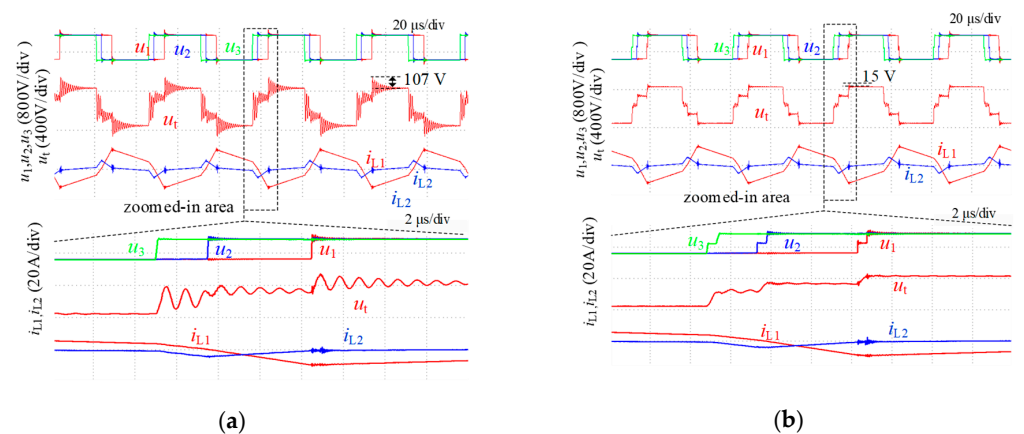 20 μs/div
u1 u2 u3
107 V
ut
iL1
iL2
iL2
zoomed-in area
u1,u2,u3 (800V/div)
ut (400V/div)
2 μs/div
u3 u2 u1
ut
iL1 iL2
iL1,iL2 (20A/div)
(a)
20 μs/div
u3 u1 u2
15 V
ut
iL1
iL2
zoomed-in area
u1,u2,u3 (800V/div)
ut (400V/div)
2 μs/div
u3 u2 u1
ut
iL1 iL2
iL1,iL2 (20A/div)
(b)